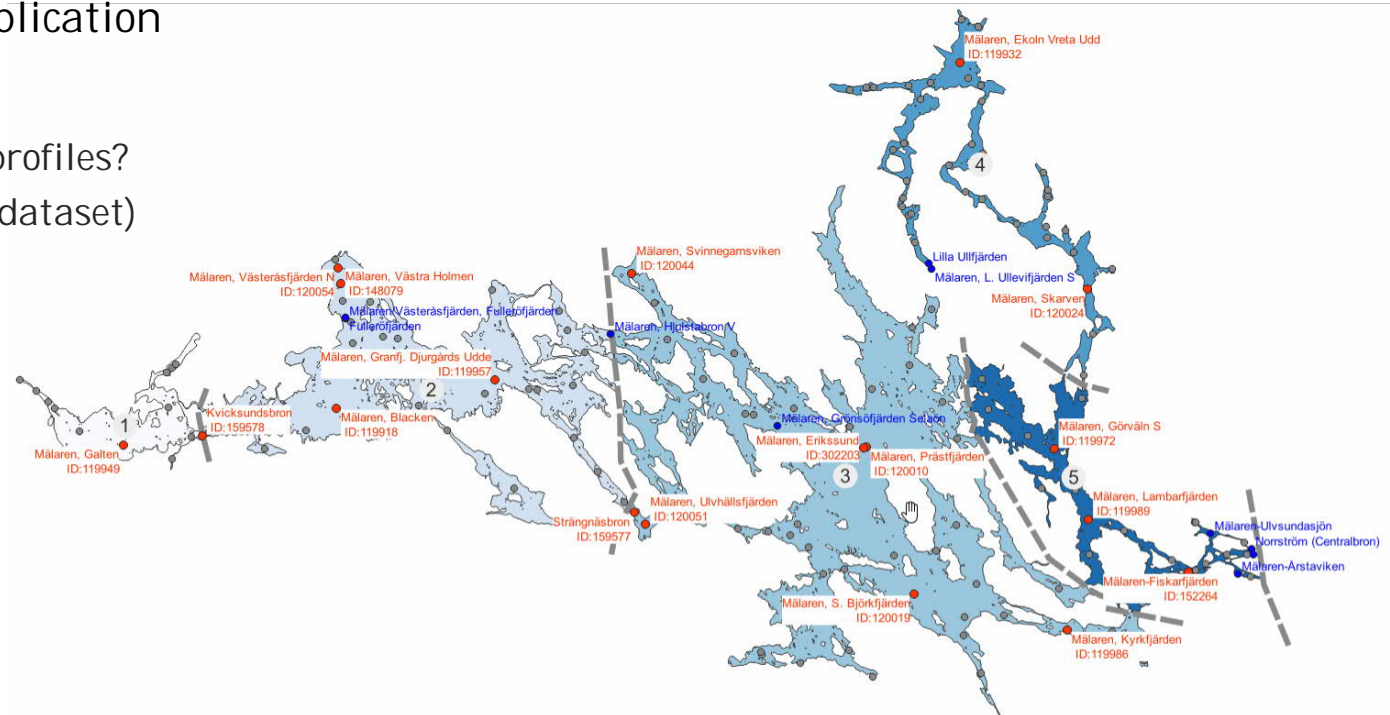 plication
profiles?
dataset)
Mälaren, Ekoln Vreta Udd
ID:119932
4
Mälaren, Svinnegarnsviken
ID:120044
Lilla Ullfjärden
Mälaren, L. Ullevifjärden S
Mälaren, Västeråsfjärden N
ID:120054
Mälaren, Västra Holmen
ID:148079
Mälaren/Västeråsfjärden, Fulleröfjärden
Fulleröfjärden
Mälaren, Skarven
ID:120024
Mälaren, Hjulstabron V
Mälaren, Granfj. Djurgårds Udde
ID:119957
2
Kvicksundsbron
ID:159578
Mälaren, Blacken
ID:119918
1
Mälaren, Galten
ID:119949
Mälaren, Grönsöfjärden Selaön
Mälaren, Erikssund
ID:302203
Mälaren, Prästfjärden
ID:120010
3
Mälaren, Görväln S
ID:119972
5
Mälaren, Lambarfjärden
ID:119989
Mälaren, Ulvhällsfjärden
ID:120051
Strängnäsbron
ID:159577
Mälaren-Ulvsundasjön
Norrström (Centralbron)
Mälaren-Årstaviken
Mälaren-Fiskarfjärden
ID:152264
Mälaren, S. Björkfjärden
ID:120019
Mälaren, Kyrkfjärden
ID:119986